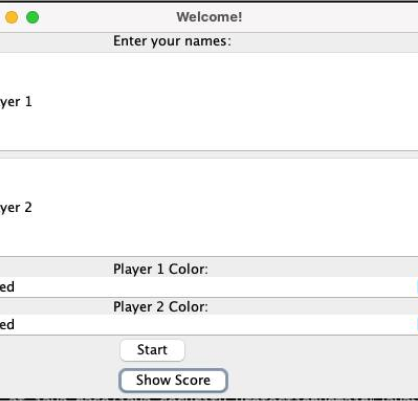 Welcome!
Enter your names:
yer 1
yer 2
Player 1 Color:
ed
Player 2 Color:
ed
Start
Show Score